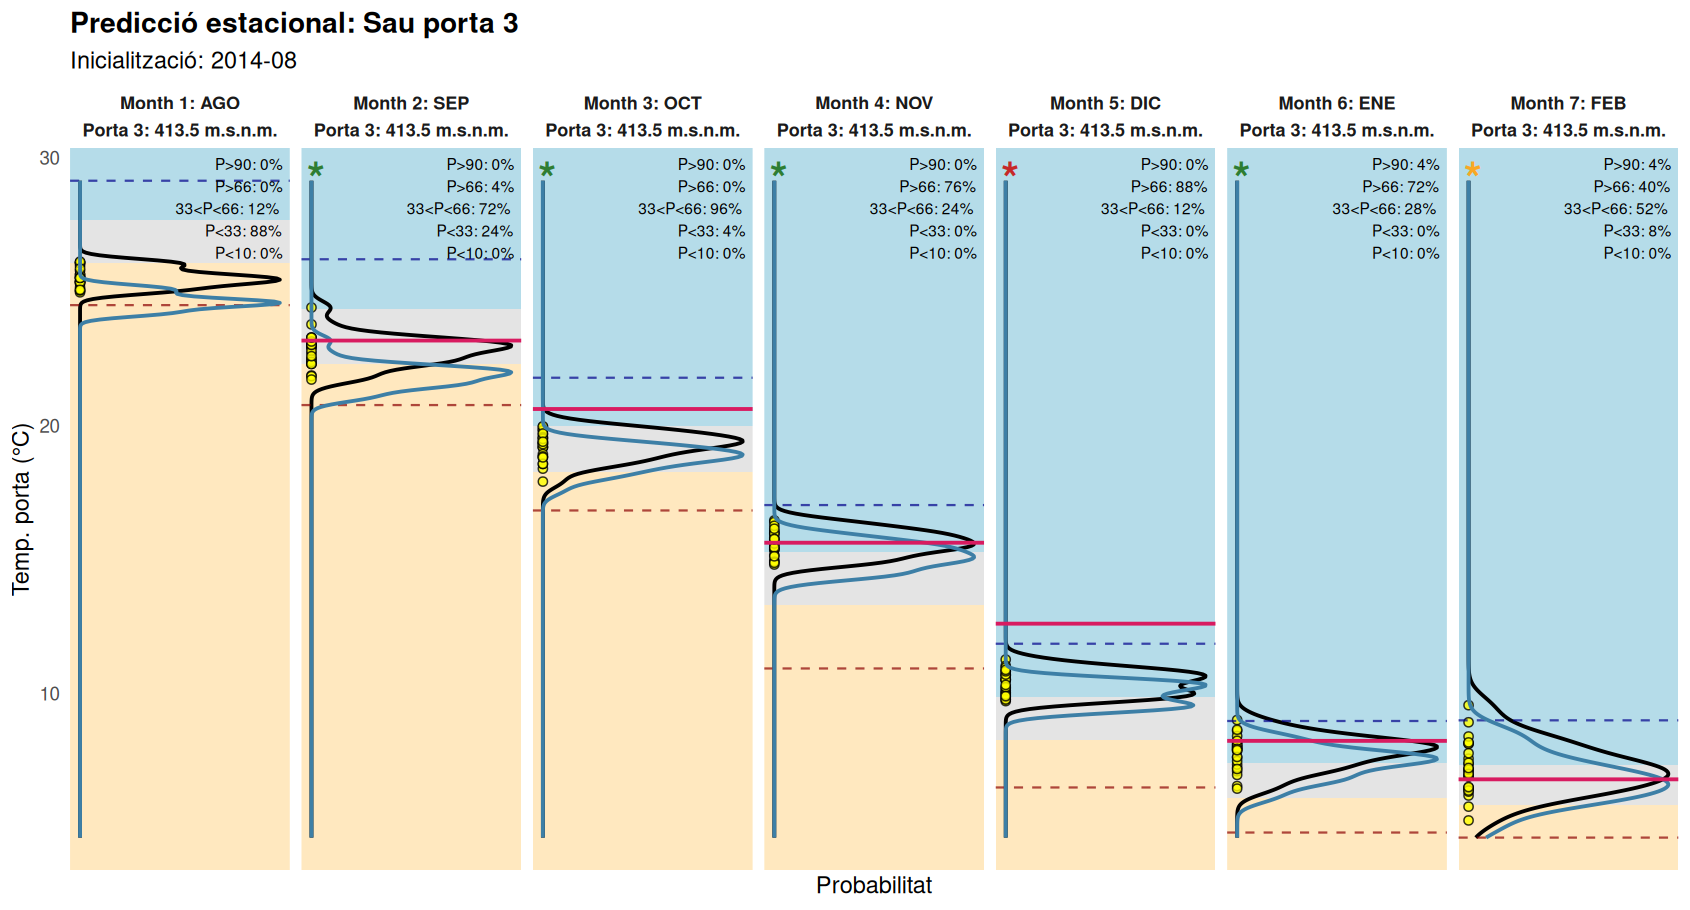 Predicció estacional: Sau porta 3
Inicialització: 2014-08
Month 1: AGO
Porta 3: 413.5 m.s.n.m.
Month 2: SEP
Porta 3: 413.5 m.s.n.m.
Month 3: OCT
Porta 3: 413.5 m.s.n.m.
Month 4: NOV
Porta 3: 413.5 m.s.n.m.
Month 5: DIC
Porta 3: 413.5 m.s.n.m.
Month 6: ENE
Porta 3: 413.5 m.s.n.m.
Month 7: FEB
Porta 3: 413.5 m.s.n.m.
30
20
10
Temp. porta (°C)
P>90: 0%
P>66: 0%
33<P<66: 12%
P<33: 88%
P<10: 0%
*
P>90: 0%
P>66: 4%
33<P<66: 72%
P<33: 24%
P<10: 0%
*
P>90: 0%
P>66: 0%
33<P<66: 96%
P<33: 4%
P<10: 0%
*
P>90: 0%
P>66: 76%
33<P<66: 24%
P<33: 0%
P<10: 0%
*
P>90: 0%
P>66: 88%
33<P<66: 12%
P<33: 0%
P<10: 0%
*
P>90: 4%
P>66: 72%
33<P<66: 28%
P<33: 0%
P<10: 0%
*
P>90: 4%
P>66: 40%
33<P<66: 52%
P<33: 8%
P<10: 0%
Probabilitat